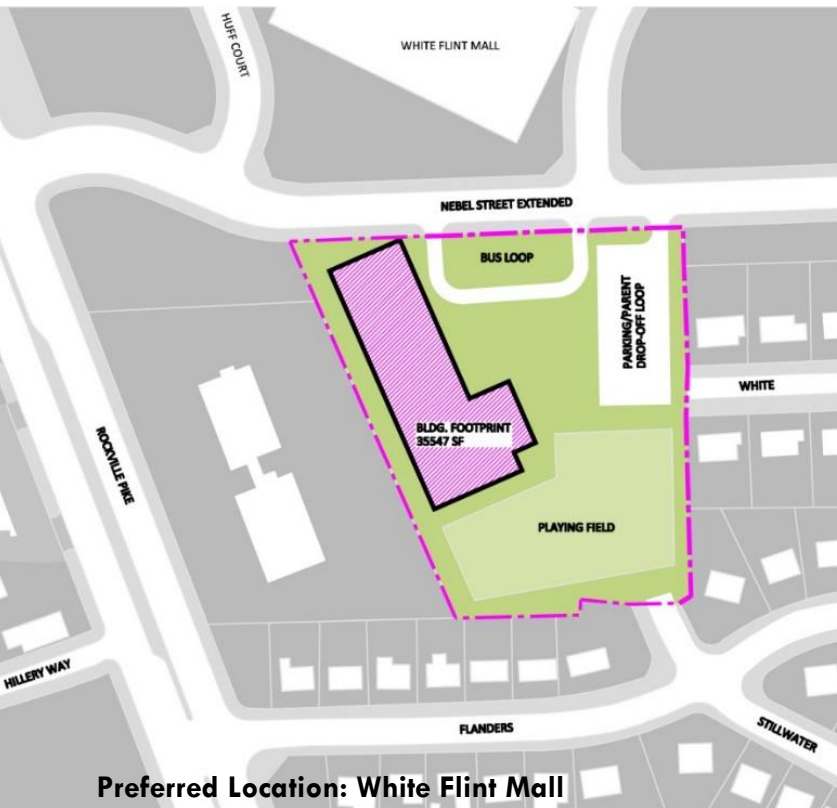 HUFF COURT
WHITE FLINT MALL
NEBEL STREET EXTENDED
BUS LOOP
PARKING/PARENT
DROP-OFF LOOP
WHITE
BLDG. FOOTPRINT
35547 SF
ROCKVILLE PIKE
PLAYING FIELD
HILLERY WAY
FLANDERS
STILLWATER
Preferred Location: White Flint Mall